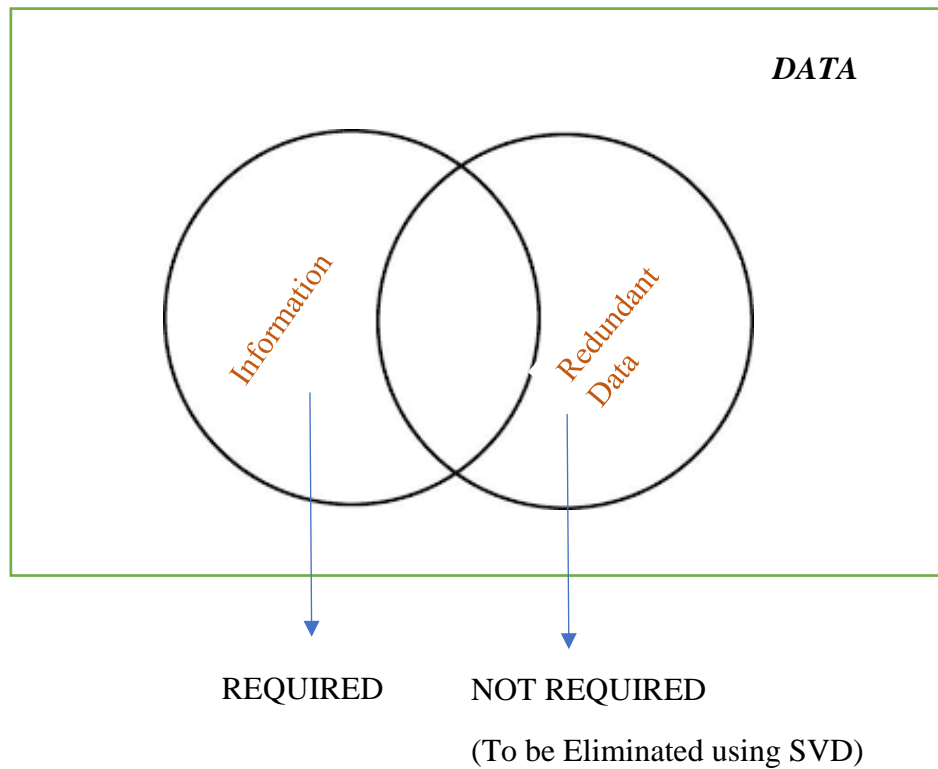 DATA
Information
Redundant
Data
REQUIRED
NOT REQUIRED
(To be Eliminated using SVD)